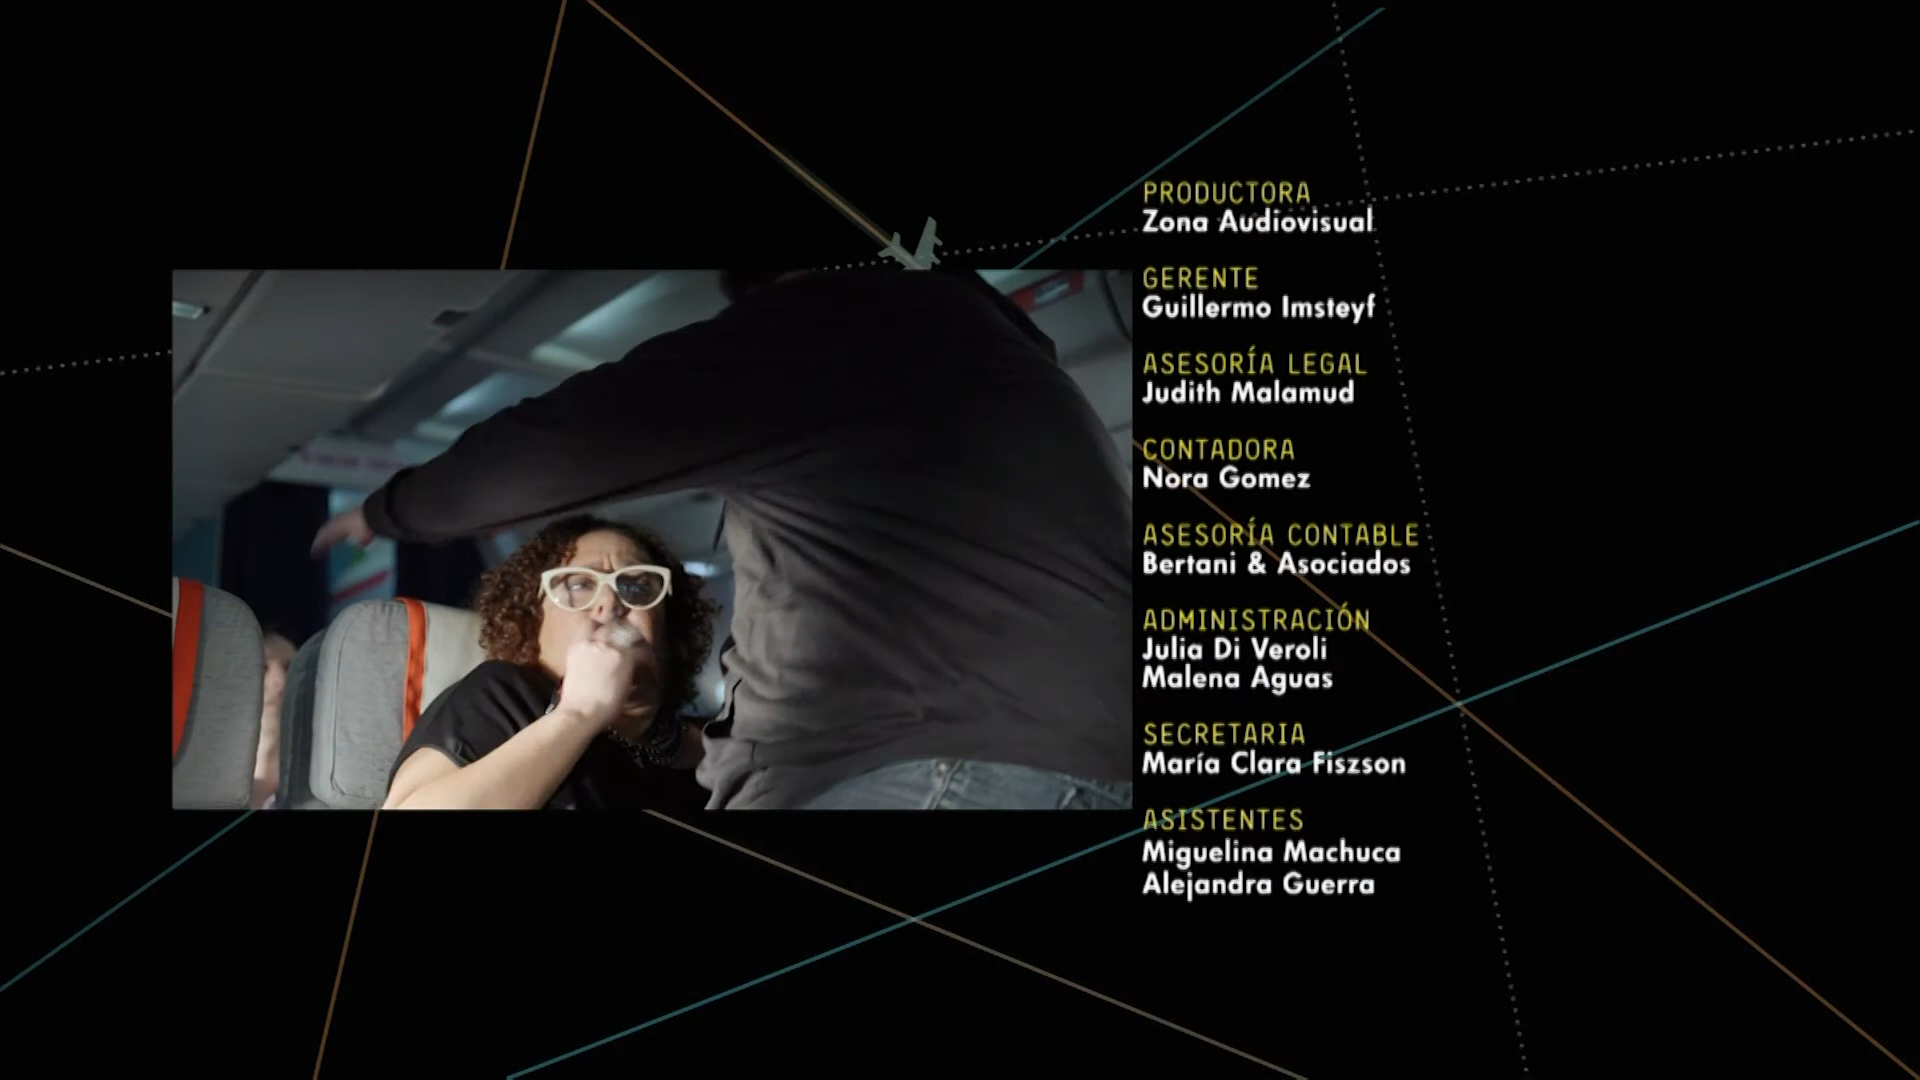 PRODUCTORA
Zona Audiovisual
GERENTE
Guillermo Imsteyf
ASESORÍA LEGAL
Judith Malamud
CONTADORA
Nora Gomez
ASESORÍA CONTABLE
Bertani & Asociados
ADMINISTRACIÓN
Julia Di Veroli
Malena Aguas
SECRETARIA
María Clara Fiszson
ASISTENTES
Miguelina Machuca
Alejandra Guerra